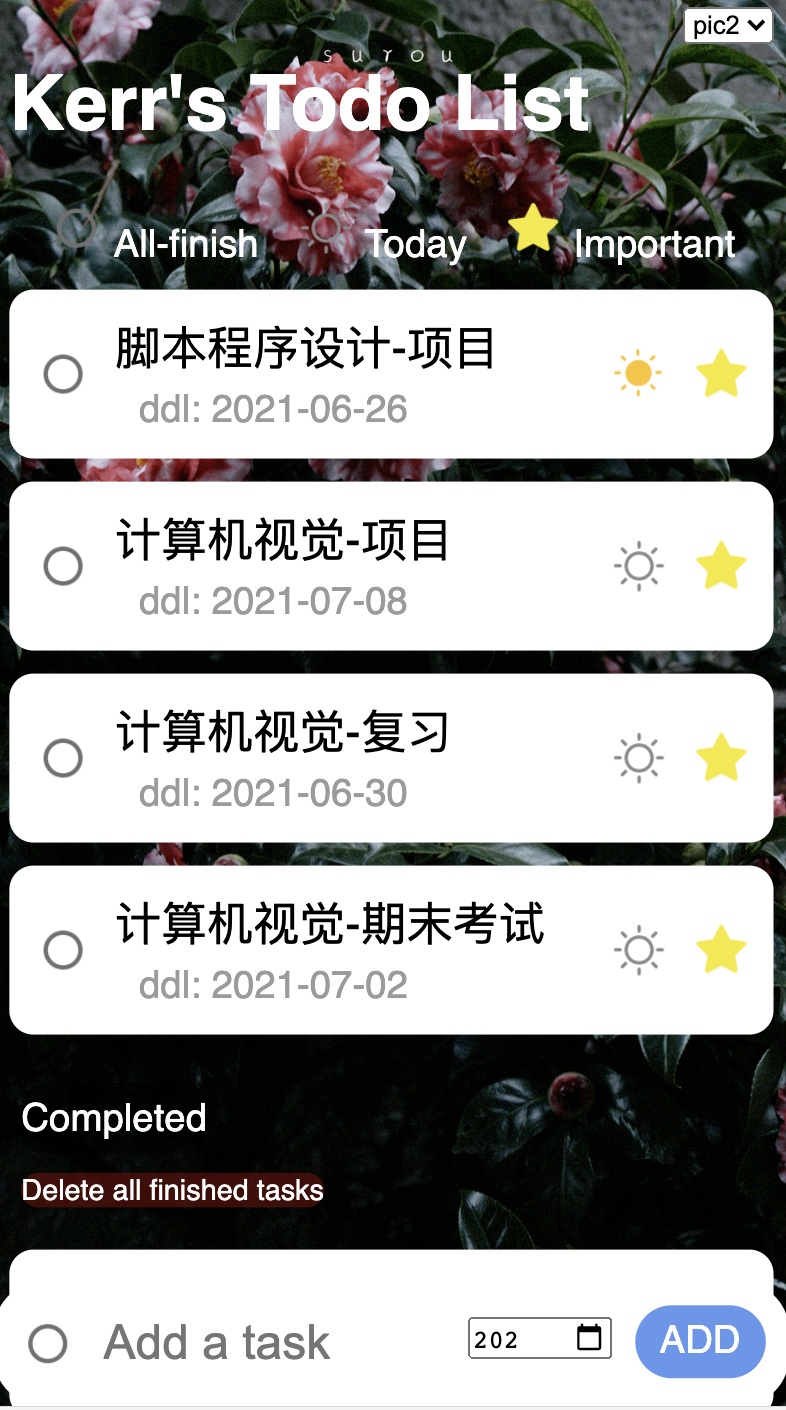 pic2
surou
Kerr's Todo List
All-finish
Today
Important
脚本程序设计-项目
ddl: 2021-06-26
计算机视觉-项目
ddl: 2021-07-08
计算机视觉-复习
ddl: 2021-06-30
计算机视觉-期末考试
ddl: 2021-07-02
Completed
Delete all finished tasks
Add a task
202
ADD